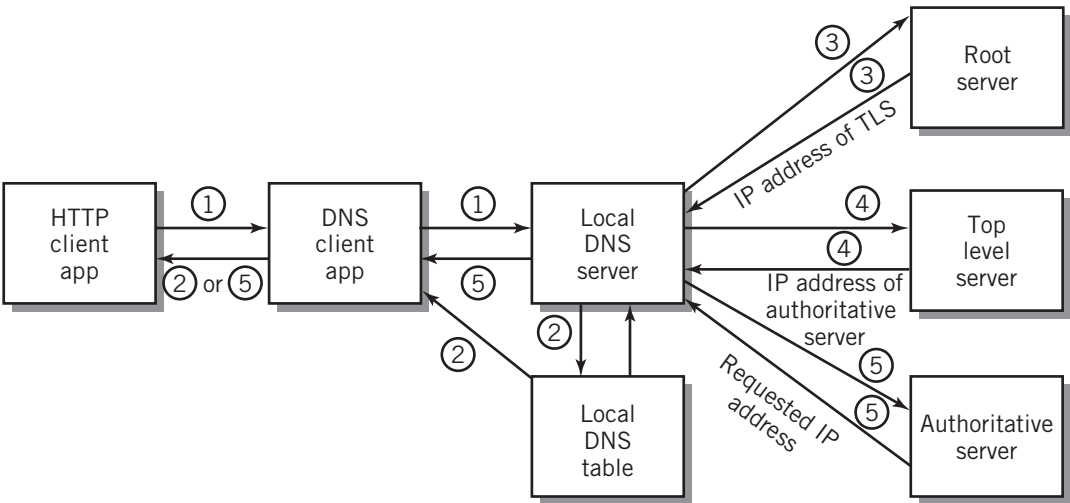 ③
③
Root
server
IP address of TLS
HTTP
client
app
①
② or ⑤
DNS
client
app
①
⑤
Local
DNS
server
④
④
Top
level
server
IP address of
authoritative
server
②
②
⑤
⑤
Requested IP
address
Local
DNS
table
Authoritative
server